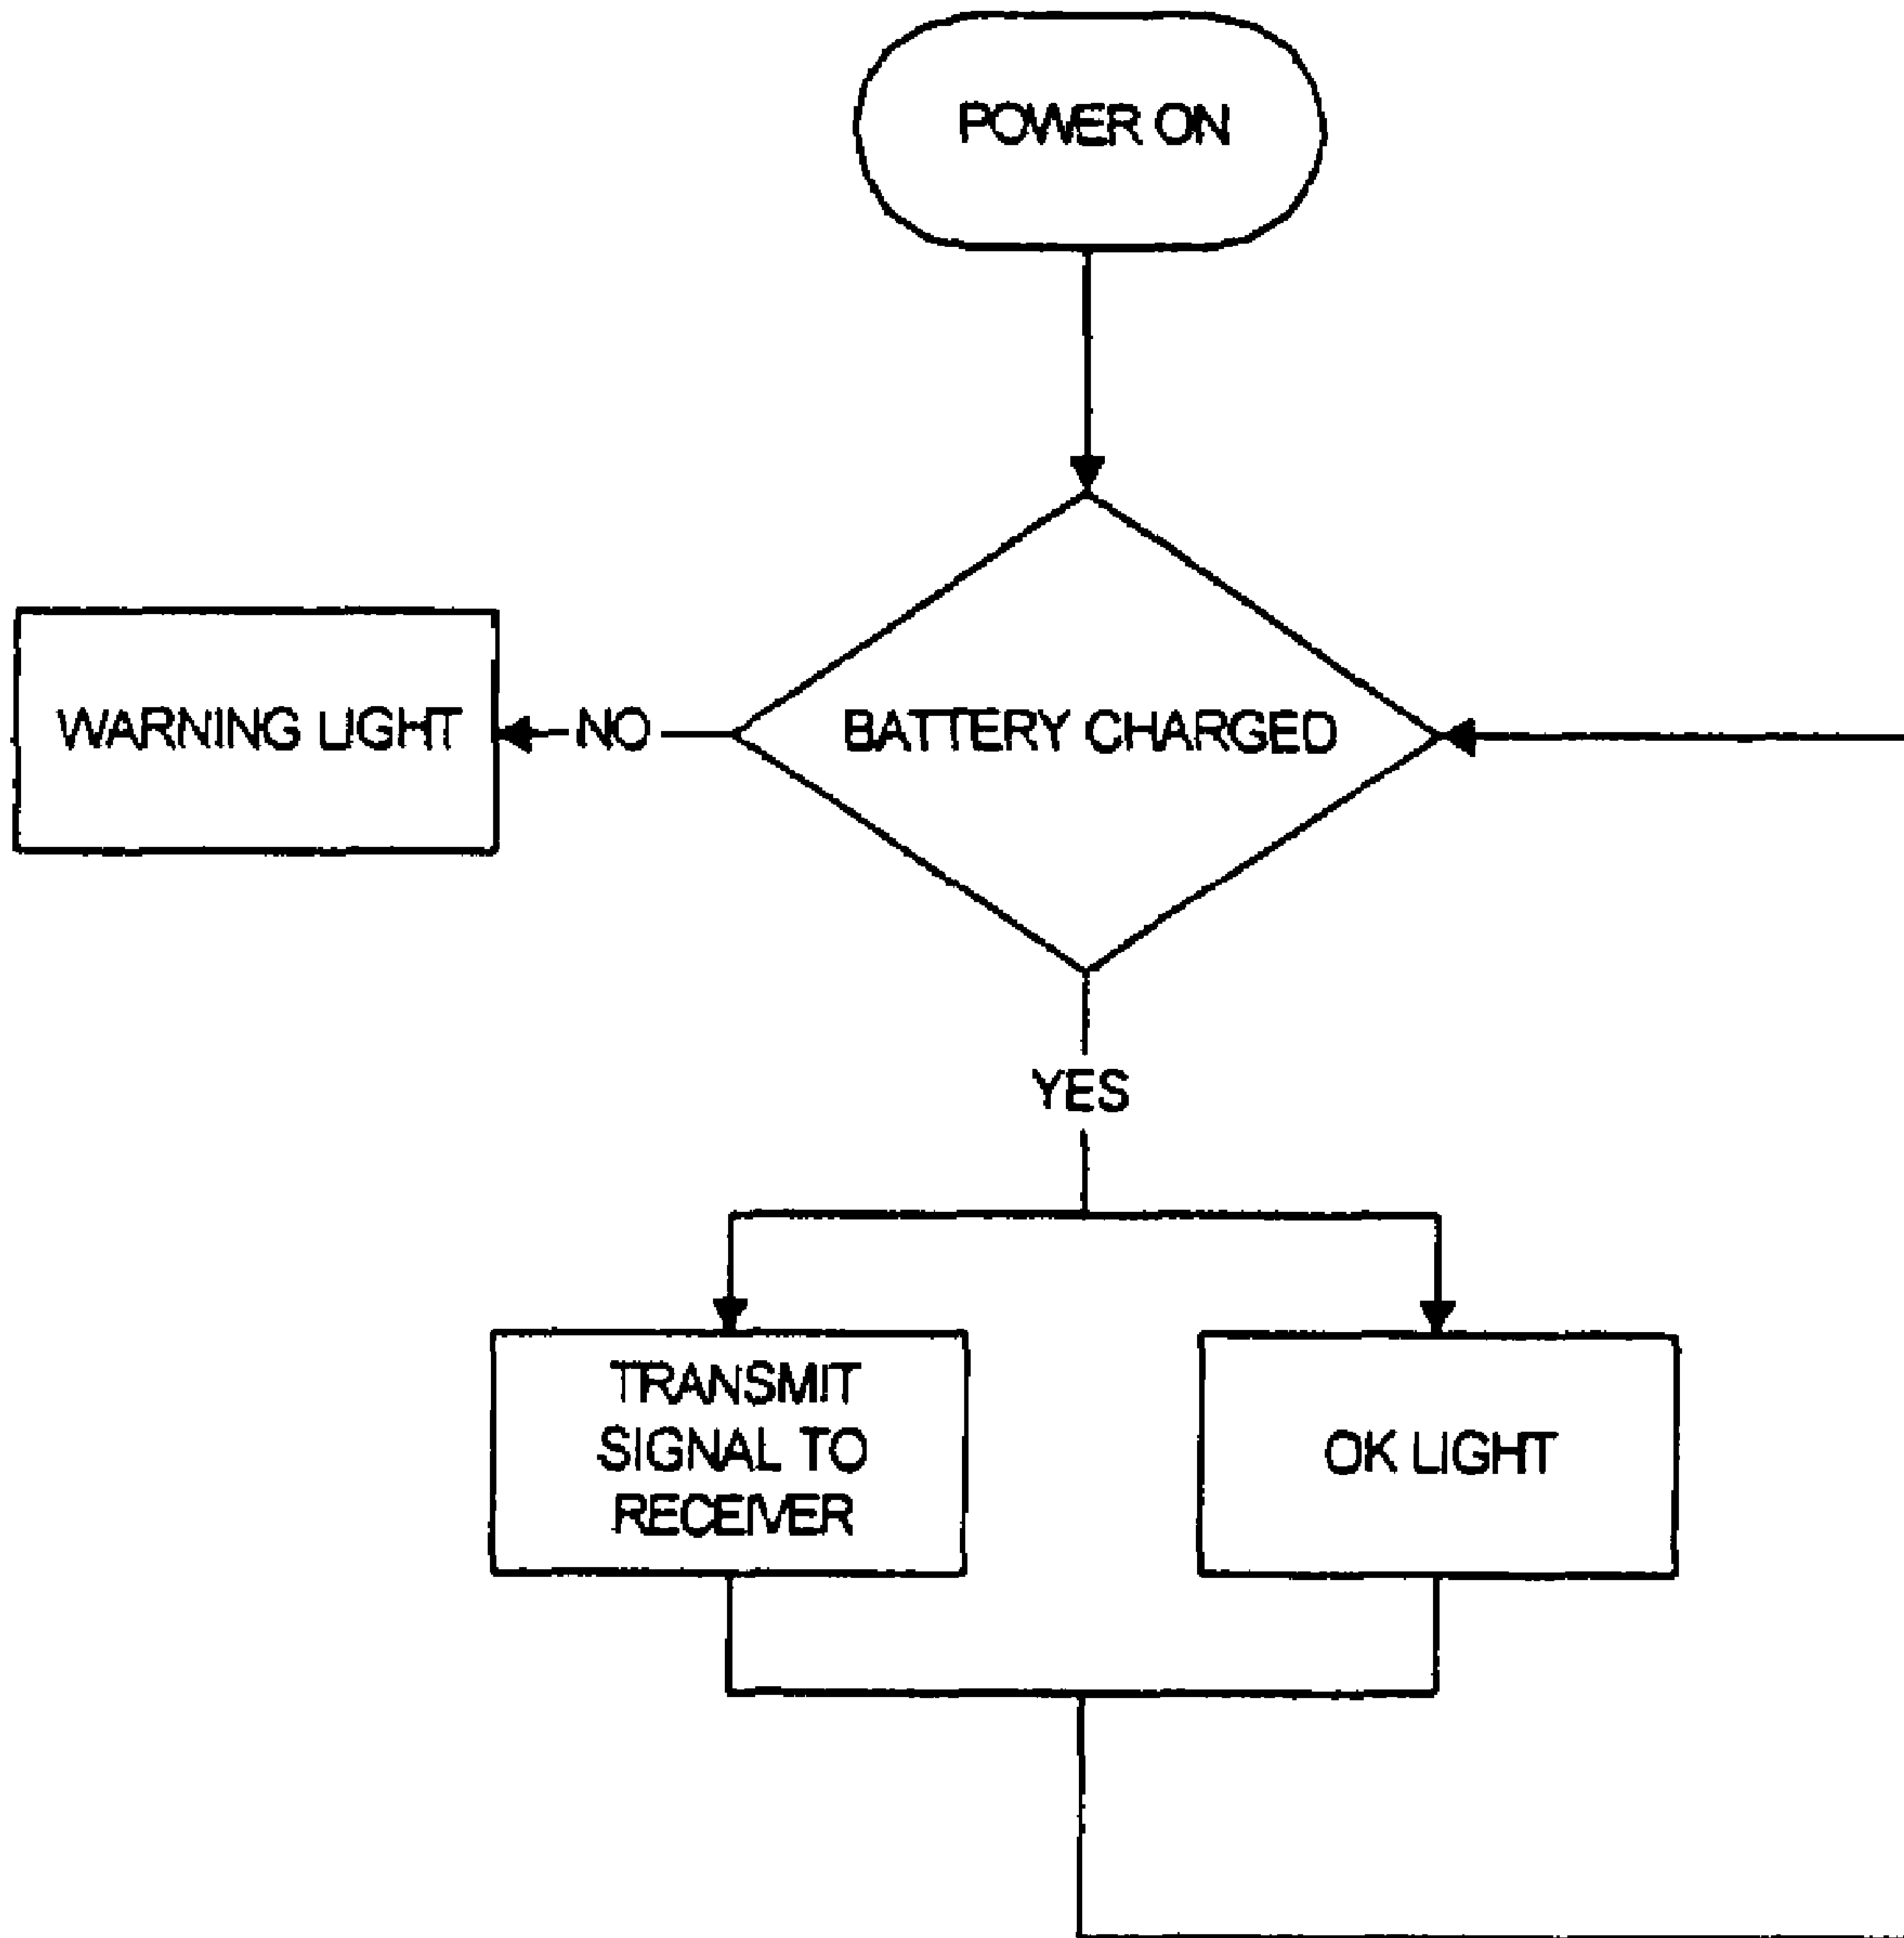 POWER ON
WARNING LIGHT
NO
BATTERY CHARGED
YES
TRANSMIT
SIGNAL TO
RECEIVER
OK LIGHT